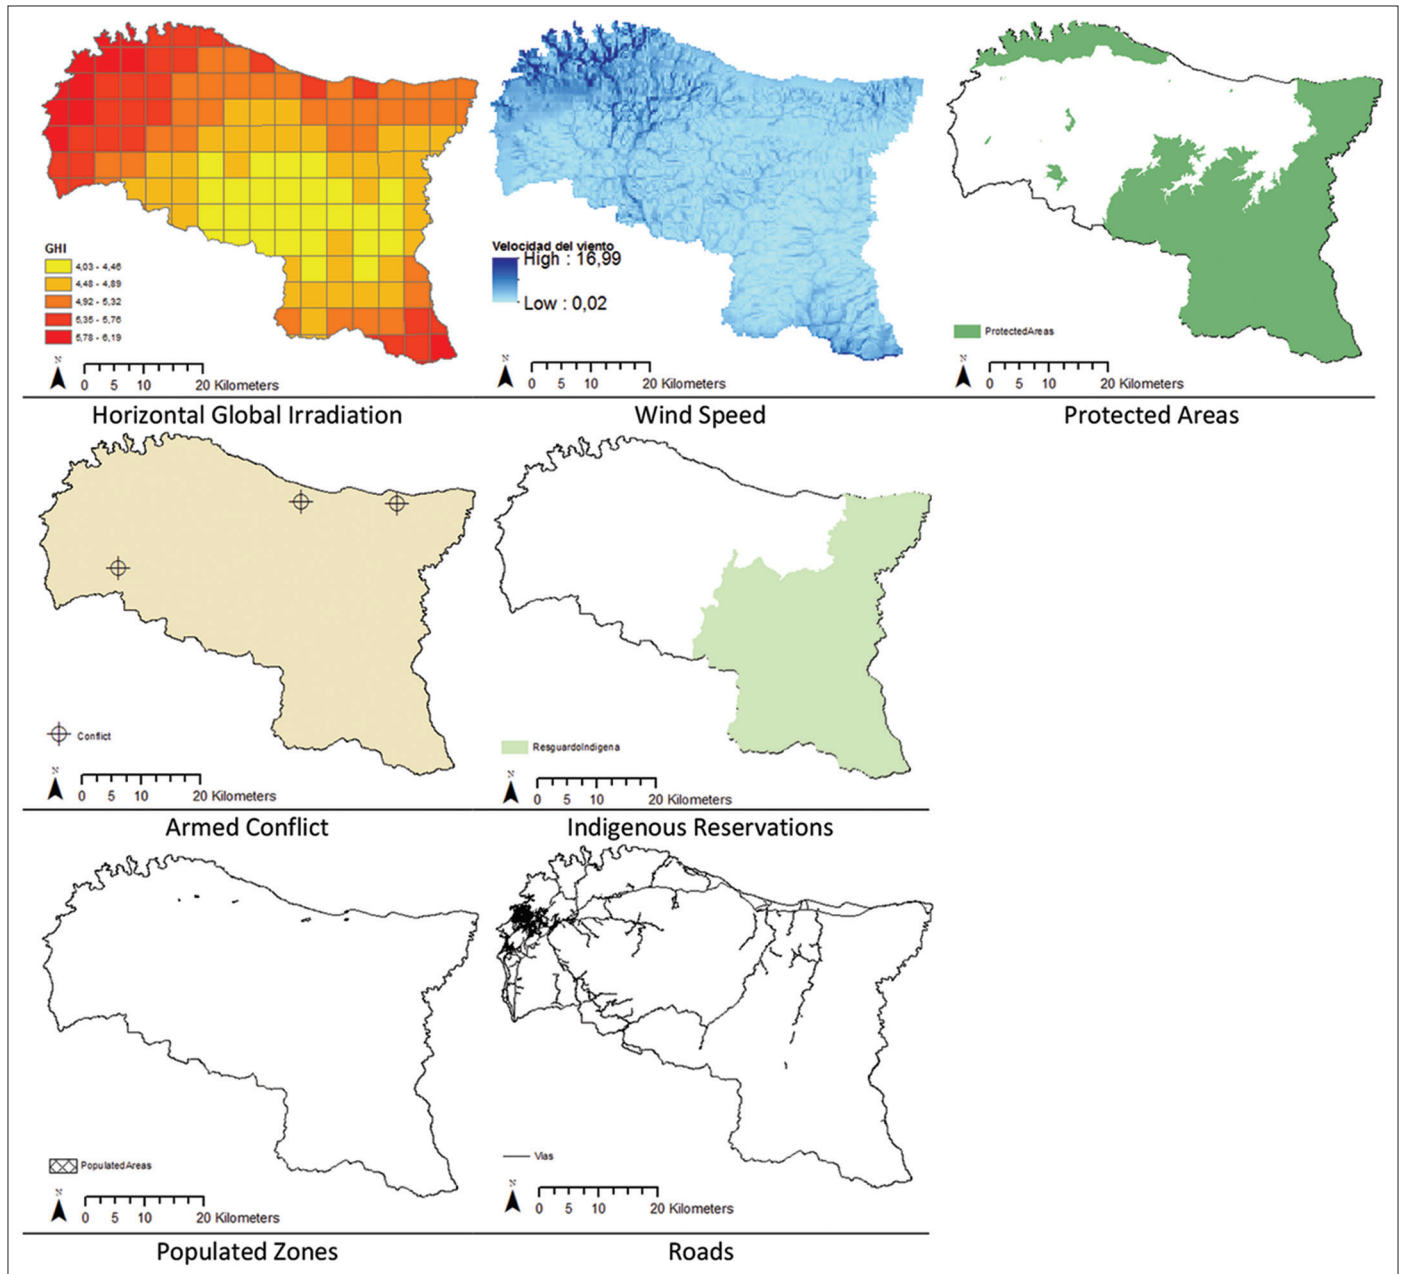 GHI
4,03 - 4,46
4,48 - 4,89
4,92 - 5,32
5,35 - 5,76
5,78 - 6,19
N
0 5 10 20 Kilometers
Horizontal Global Irradiation
Velocidad del viento
High : 16,99
Low : 0,02
N
0 5 10 20 Kilometers
Wind Speed
ProtectedAreas
N
0 5 10 20 Kilometers
Protected Areas
Conflict
N
0 5 10 20 Kilometers
Armed Conflict
ResguardoIndigena
N
0 5 10 20 Kilometers
Indigenous Reservations
PopulatedAreas
N
0 5 10 20 Kilometers
Populated Zones
Vias
N
0 5 10 20 Kilometers
Roads